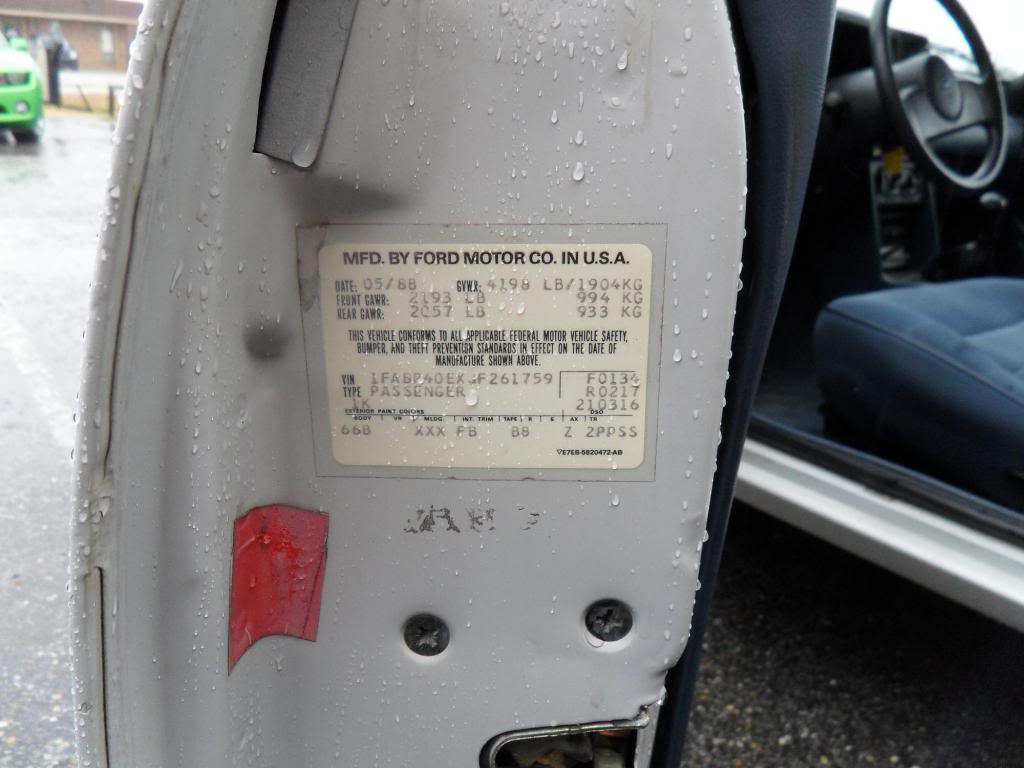 MFD. BY FORD MOTOR CO. IN U.S.A.
DATE: 05/88 GVWR: 4198 LB/1904KG
FRONT GAWR: 2193 LB 994 KG
REAR GAWR: 2057 LB 933 KG
THIS VEHICLE CONFORMS TO ALL APPLICABLE FEDERAL MOTOR VEHICLE SAFETY,
BUMPER, AND THEFT PREVENTION STANDARDS IN EFFECT ON THE DATE OF
MANUFACTURE SHOWN ABOVE.
VIN F0134
TYPE PASSENGER R0217
1K 210316
EXTERIOR PAINT COLORS DSO
BODY VR MLDG INT. TRIM TAPE R S AX
66B XXX FB B8 Z 2PPSS
E7EB-5820472-AB